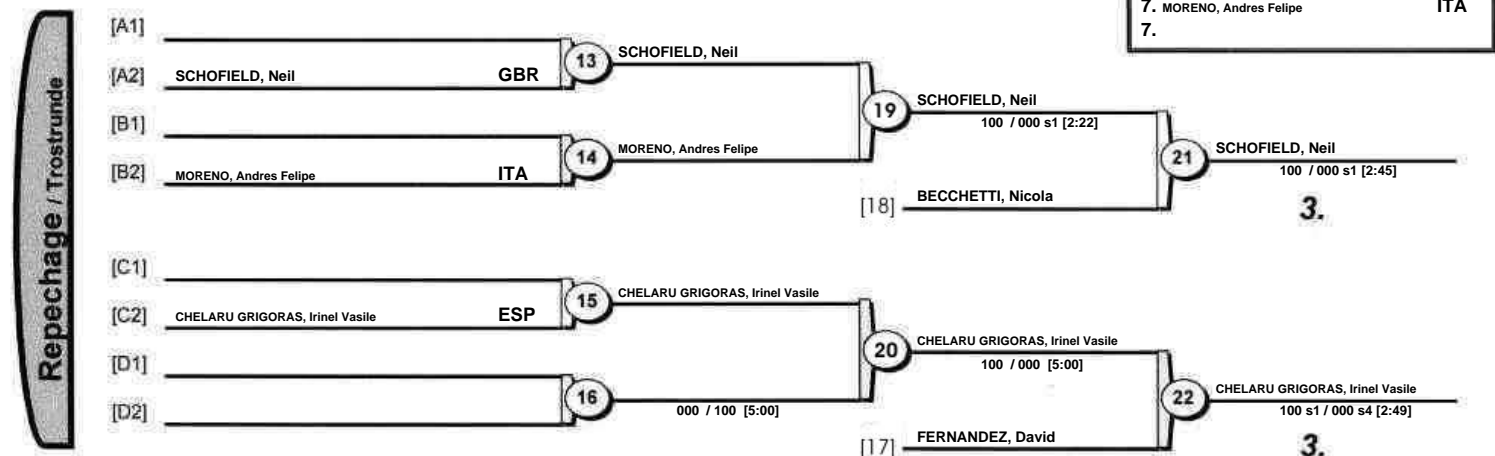 7. MORENO, Andres Felipe ITA
7.
Repechage / Trostrunde
[A1]
[A2] SCHOFIELD, Neil GBR
13 SCHOFIELD, Neil
[B1]
[B2] MORENO, Andres Felipe ITA
14 MORENO, Andres Felipe
19 SCHOFIELD, Neil
100 / 000 s1 [2:22]
[18] BECCHETTI, Nicola
21 SCHOFIELD, Neil
100 / 000 s1 [2:45]
3.
[C1]
[C2] CHELARU GRIGORAS, Irinel Vasile ESP
15 CHELARU GRIGORAS, Irinel Vasile
[D1]
[D2]
16
000 / 100 [5:00]
20 CHELARU GRIGORAS, Irinel Vasile
100 / 000 [5:00]
[17] FERNANDEZ, David
22 CHELARU GRIGORAS, Irinel Vasile
100 s1 / 000 s4 [2:49]
3.